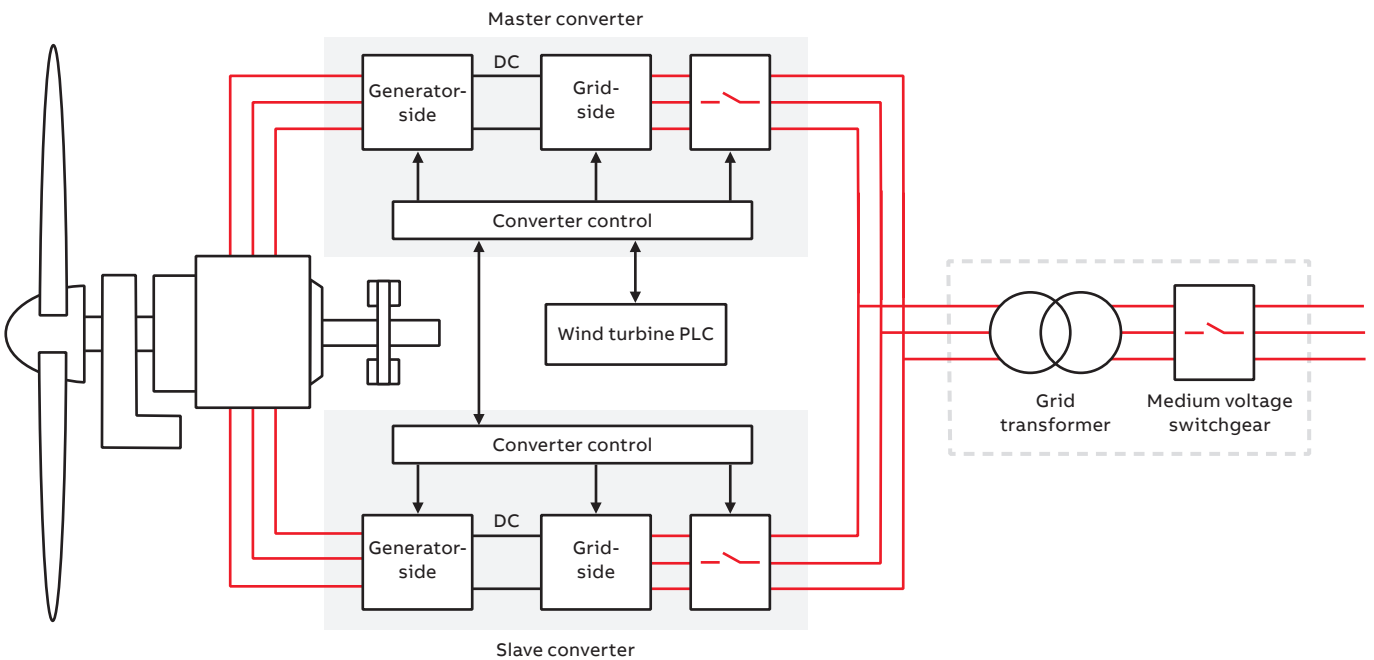 Master converter
DC
Generator-
side
Grid-
side
Converter control
Wind turbine PLC
Grid
transformer
Medium voltage
switchgear
Converter control
DC
Generator-
side
Grid-
side
Slave converter